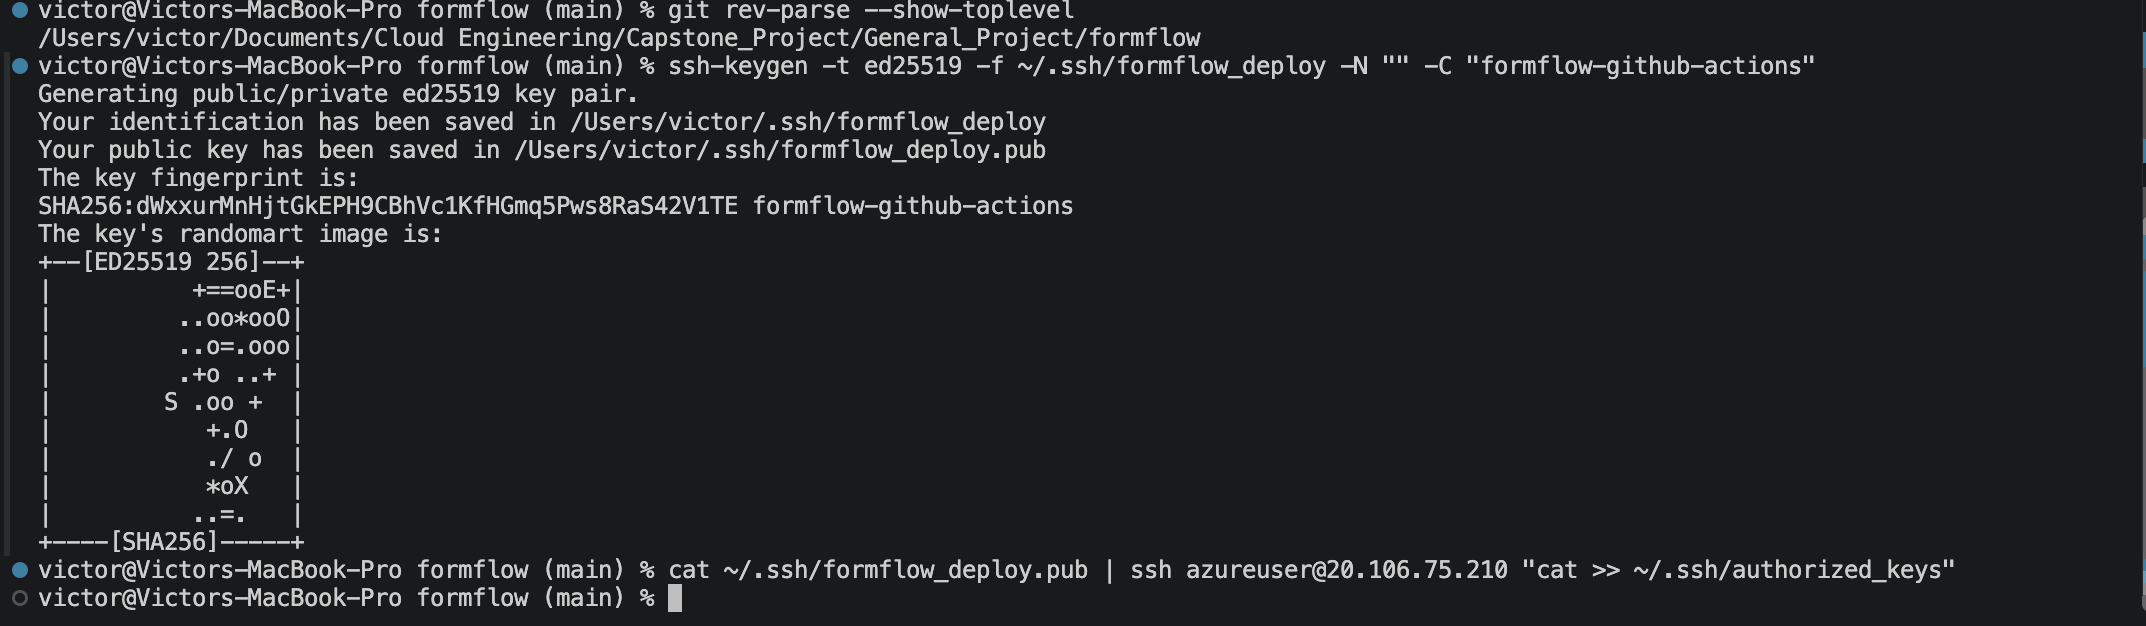 victor@Victors-MacBook-Pro formflow (main) % git rev-parse --show-toplevel
/Users/victor/Documents/Cloud Engineering/Capstone_Project/General_Project/formflow
victor@Victors-MacBook-Pro formflow (main) % ssh-keygen -t ed25519 -f ~/.ssh/formflow_deploy -N "" -C "formflow-github-actions"
Generating public/private ed25519 key pair.
Your identification has been saved in /Users/victor/.ssh/formflow_deploy
Your public key has been saved in /Users/victor/.ssh/formflow_deploy.pub
The key fingerprint is:
SHA256:dWxxurMnHjtGkEPH9CBhVc1KfHGmq5Pws8RaS42V1TE formflow-github-actions
The key's randomart image is:
+--[ED25519 256]--+
|          +==ooE+|
|         ..oo*ooO|
|         ..o=.ooo|
|         .+o ..+ |
|        S .oo +  |
|           +.O   |
|           ./ o  |
|           *oX   |
|          ..=.   |
+----[SHA256]-----+
victor@Victors-MacBook-Pro formflow (main) % cat ~/.ssh/formflow_deploy.pub | ssh azureuser@20.106.75.210 "cat >> ~/.ssh/authorized_keys"
victor@Victors-MacBook-Pro formflow (main) %